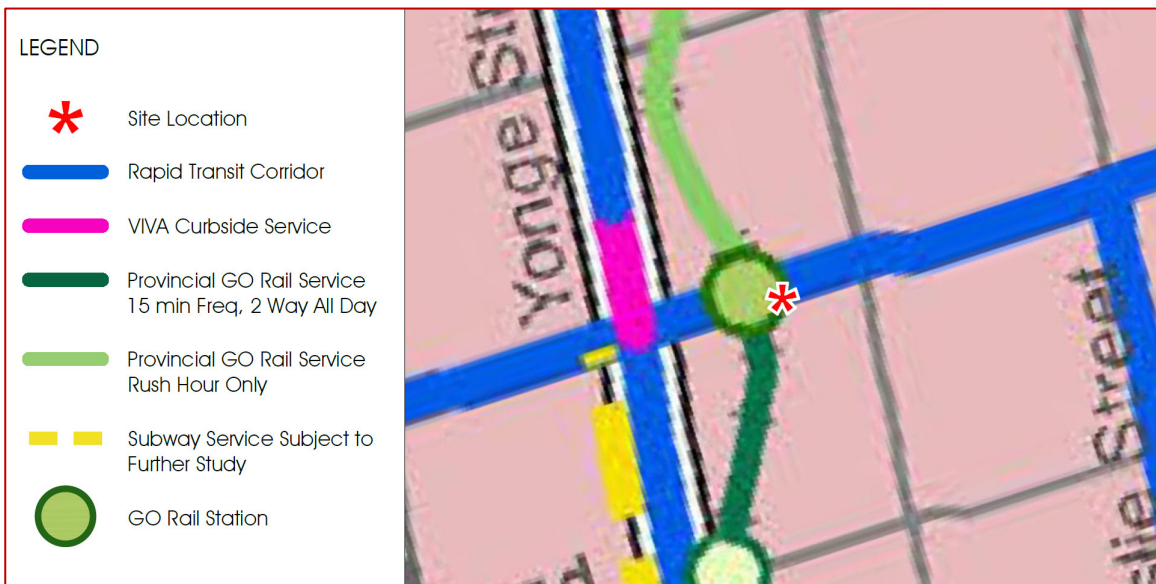 LEGEND
Site Location
Rapid Transit Corridor
VIVA Curbside Service
Provincial GO Rail Service
15 min Freq, 2 Way All Day
Provincial GO Rail Service
Rush Hour Only
Subway Service Subject to
Further Study
GO Rail Station
Yonge Str
Street
slie